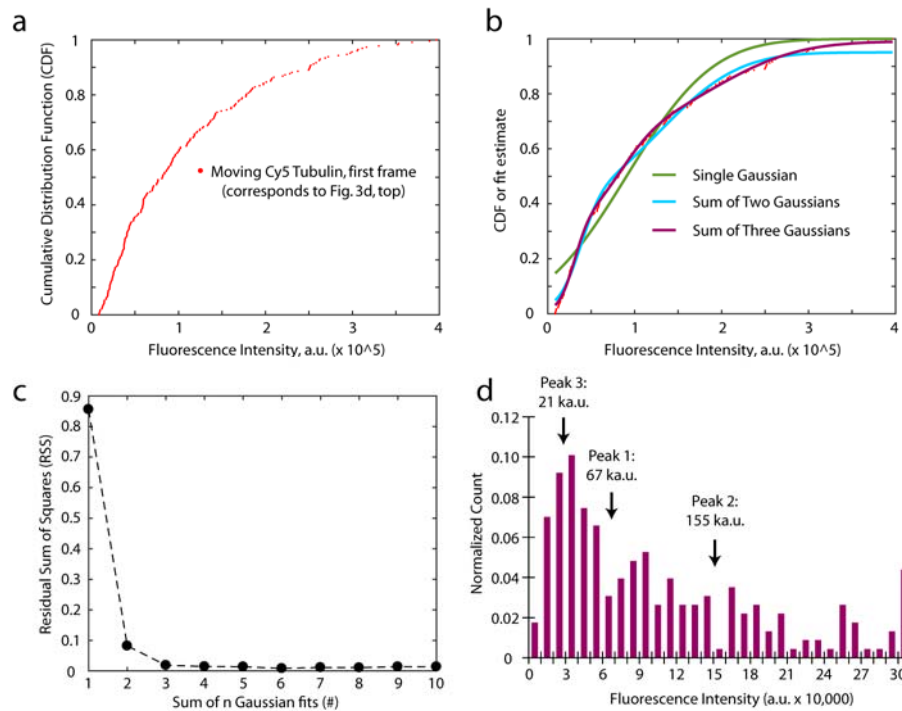 a
Cumulative Distribution Function (CDF)
1
0.8
0.6
0.4
0.2
0
0
1
2
3
4
Moving Cy5 Tubulin, first frame
(corresponds to Fig. 3d, top)
Fluorescence Intensity, a.u. (x 10^5)
b
CDF or fit estimate
1
0.8
0.6
0.4
0.2
0
0
1
2
3
4
Single Gaussian
Sum of Two Gaussians
Sum of Three Gaussians
Fluorescence Intensity, a.u. (x 10^5)
c
Residual Sum of Squares (RSS)
0.9
0.8
0.7
0.6
0.5
0.4
0.3
0.2
0.1
0
1
2
3
4
5
6
7
8
9
10
Sum of n Gaussian fits (#)
d
Peak 3:
21 ka.u.
Peak 1:
67 ka.u.
Peak 2:
155 ka.u.
Normalized Count
0.12
0.10
0.08
0.06
0.04
0.02
0
0
3
6
9
12
15
18
21
24
27
30
Fluorescence Intensity (a.u. x 10,000)